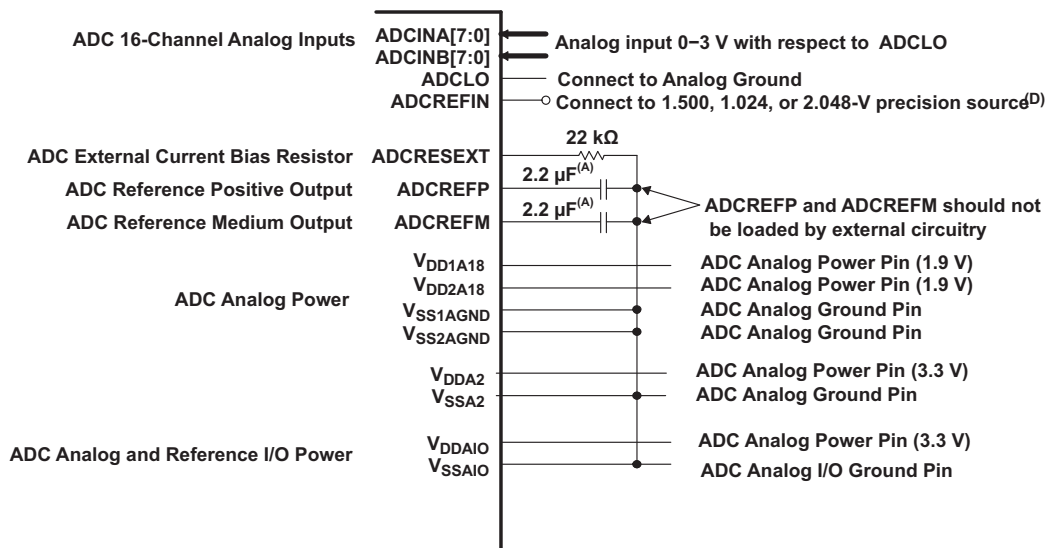 ADC 16-Channel Analog Inputs ADCINA[7:0] Analog input 0−3 V with respect to ADCLO
ADCINB[7:0]
ADCLO Connect to Analog Ground
ADCREFIN Connect to 1.500, 1.024, or 2.048-V precision source(D)
22 kΩ
ADC External Current Bias Resistor ADCRESEXT
2.2 µF(A)
ADC Reference Positive Output ADCREFP
2.2 µF(A)
ADC Reference Medium Output ADCREFM
ADCREFP and ADCREFM should not
be loaded by external circuitry
VDD1A18 ADC Analog Power Pin (1.9 V)
VDD2A18 ADC Analog Power Pin (1.9 V)
ADC Analog Power
VSS1AGND ADC Analog Ground Pin
VSS2AGND ADC Analog Ground Pin
VDDA2 ADC Analog Power Pin (3.3 V)
VSSA2 ADC Analog Ground Pin
VDDAIO ADC Analog Power Pin (3.3 V)
ADC Analog and Reference I/O Power
VSSAIO ADC Analog I/O Ground Pin